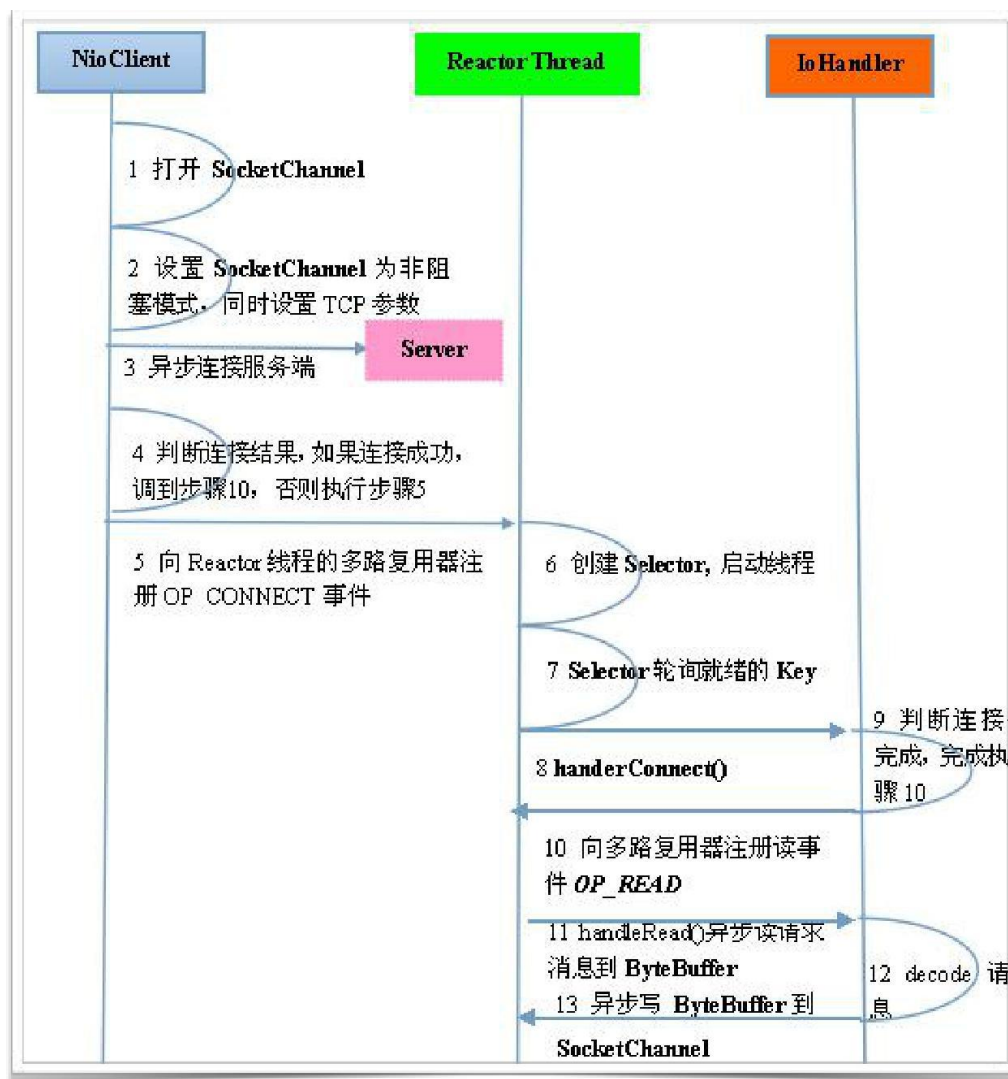 NioClient
Reactor Thread
IoHandler
1 打开 SocketChannel
2 设置 SocketChannel 为非阻
塞模式，同时设置 TCP 参数
Server
3 异步连接服务端
4 判断连接结果，如果连接成功，
调到步骤10，否则执行步骤5
5 向 Reactor 线程的多路复用器注
册 OP CONNECT 事件
6 创建 Selector, 启动线程
7 Selector 轮询就绪的 Key
8 handerConnect()
9 判断连接
完成，完成执
骤 10
10 向多路复用器注册读事
件 OP_READ
11 handleRead()异步读请求
消息到 ByteBuffer
12 decode 请
息
13 异步写 ByteBuffer 到
SocketChannel